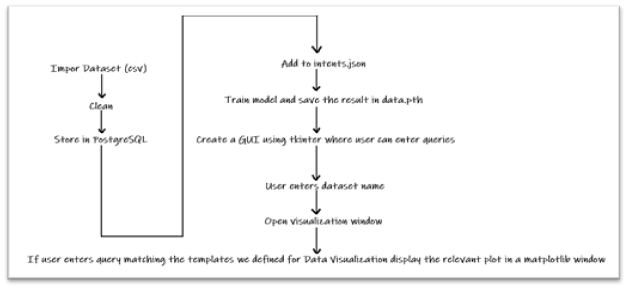 Impor Dataset (csv)
Clean
Store in PostgreSQL
Add to intents.json
Train model and save the result in data.pth
Create a GUI using tkinter where user can enter queries
User enters dataset name
Open visualization window
If user enters query matching the templates we defined for Data Visualization display the relevant plot in a matplotlib window